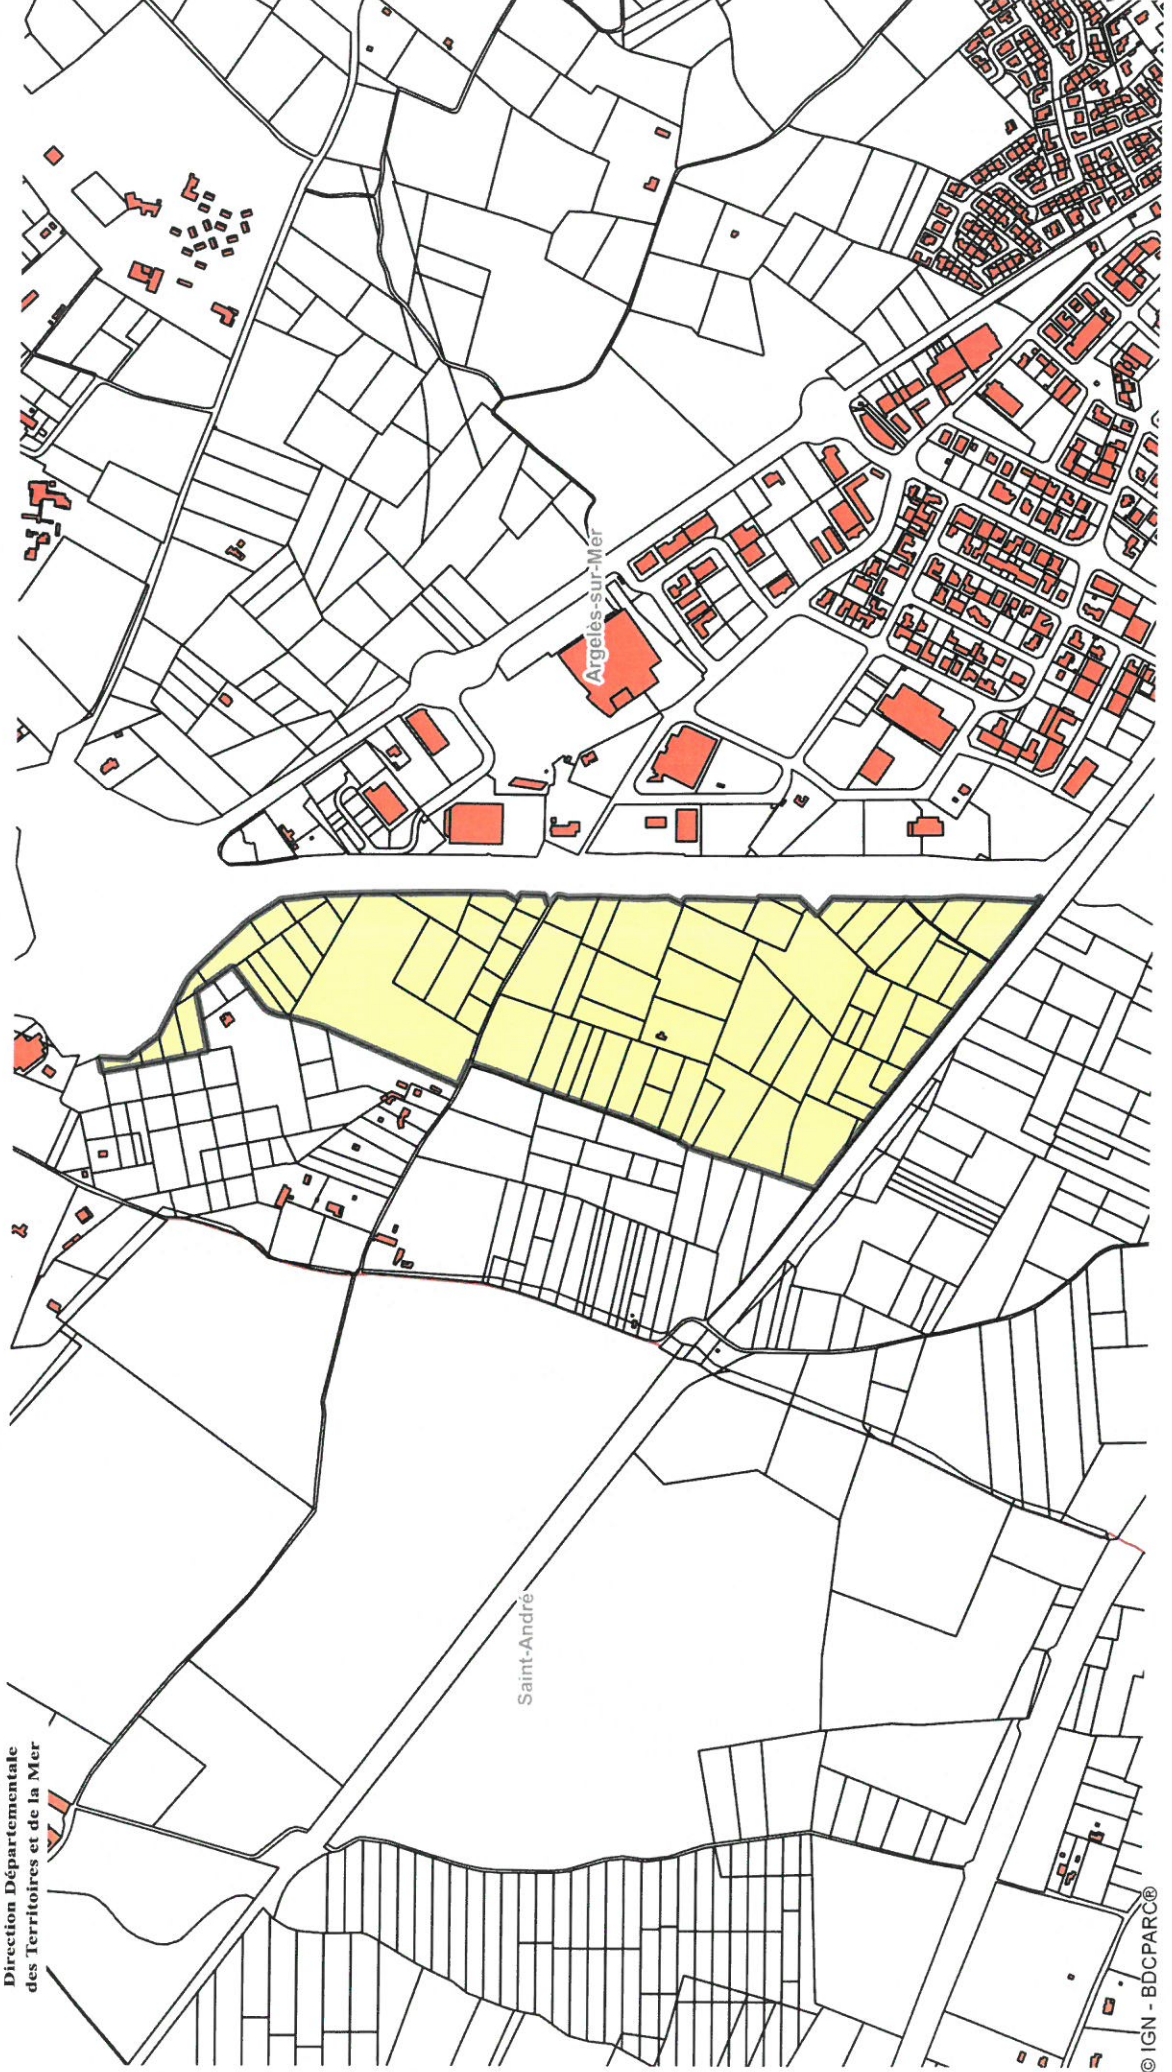 Direction Départementale
des Territoires et de la Mer
Argelès-sur-Mer
Saint-André
© IGN - BDCPARC®